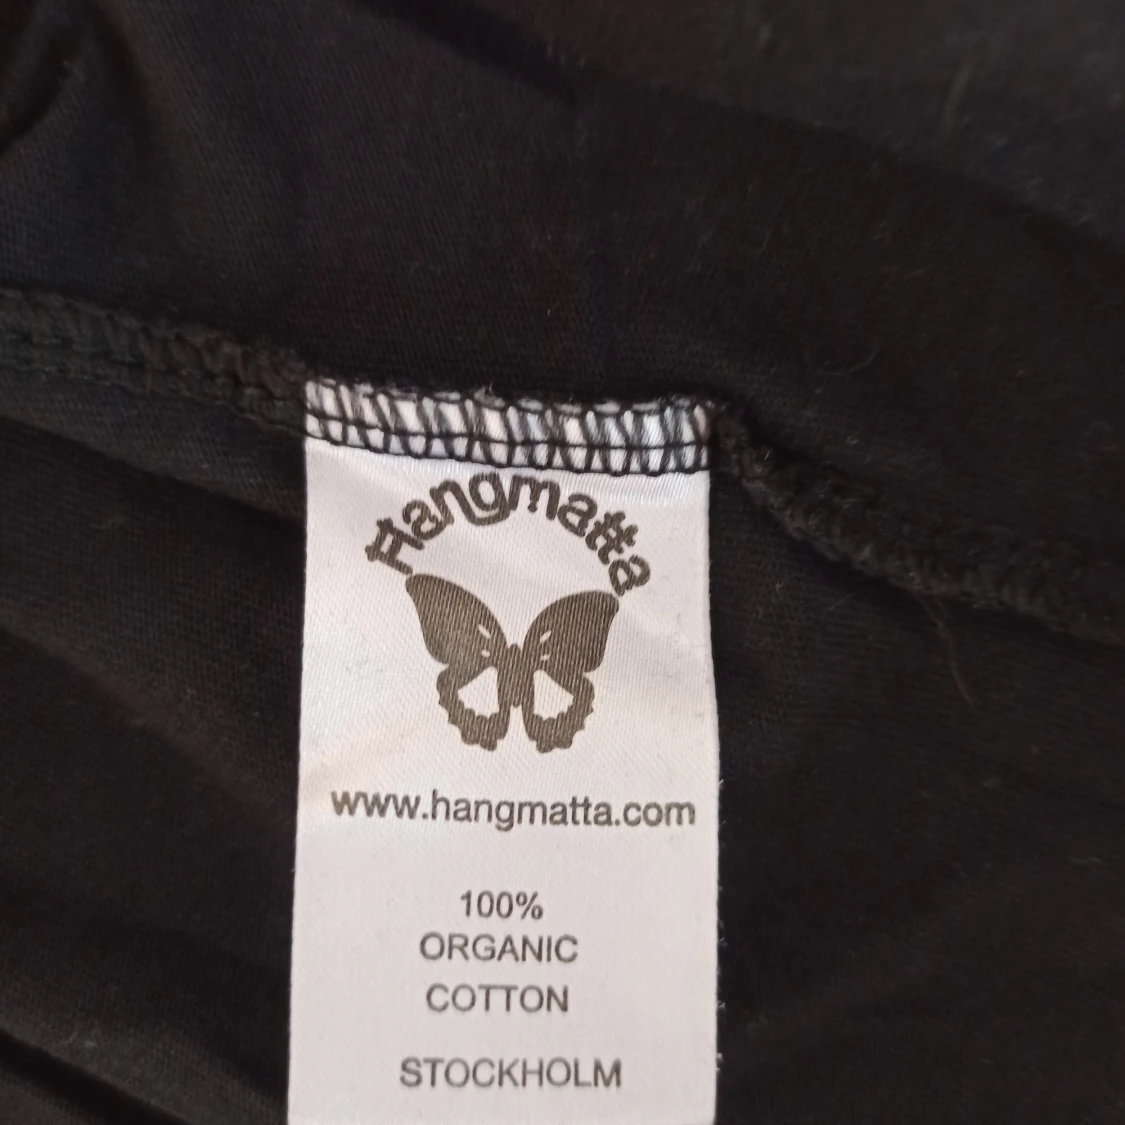 Hangmatta
www.hangmatta.com
100%
ORGANIC
COTTON
STOCKHOLM